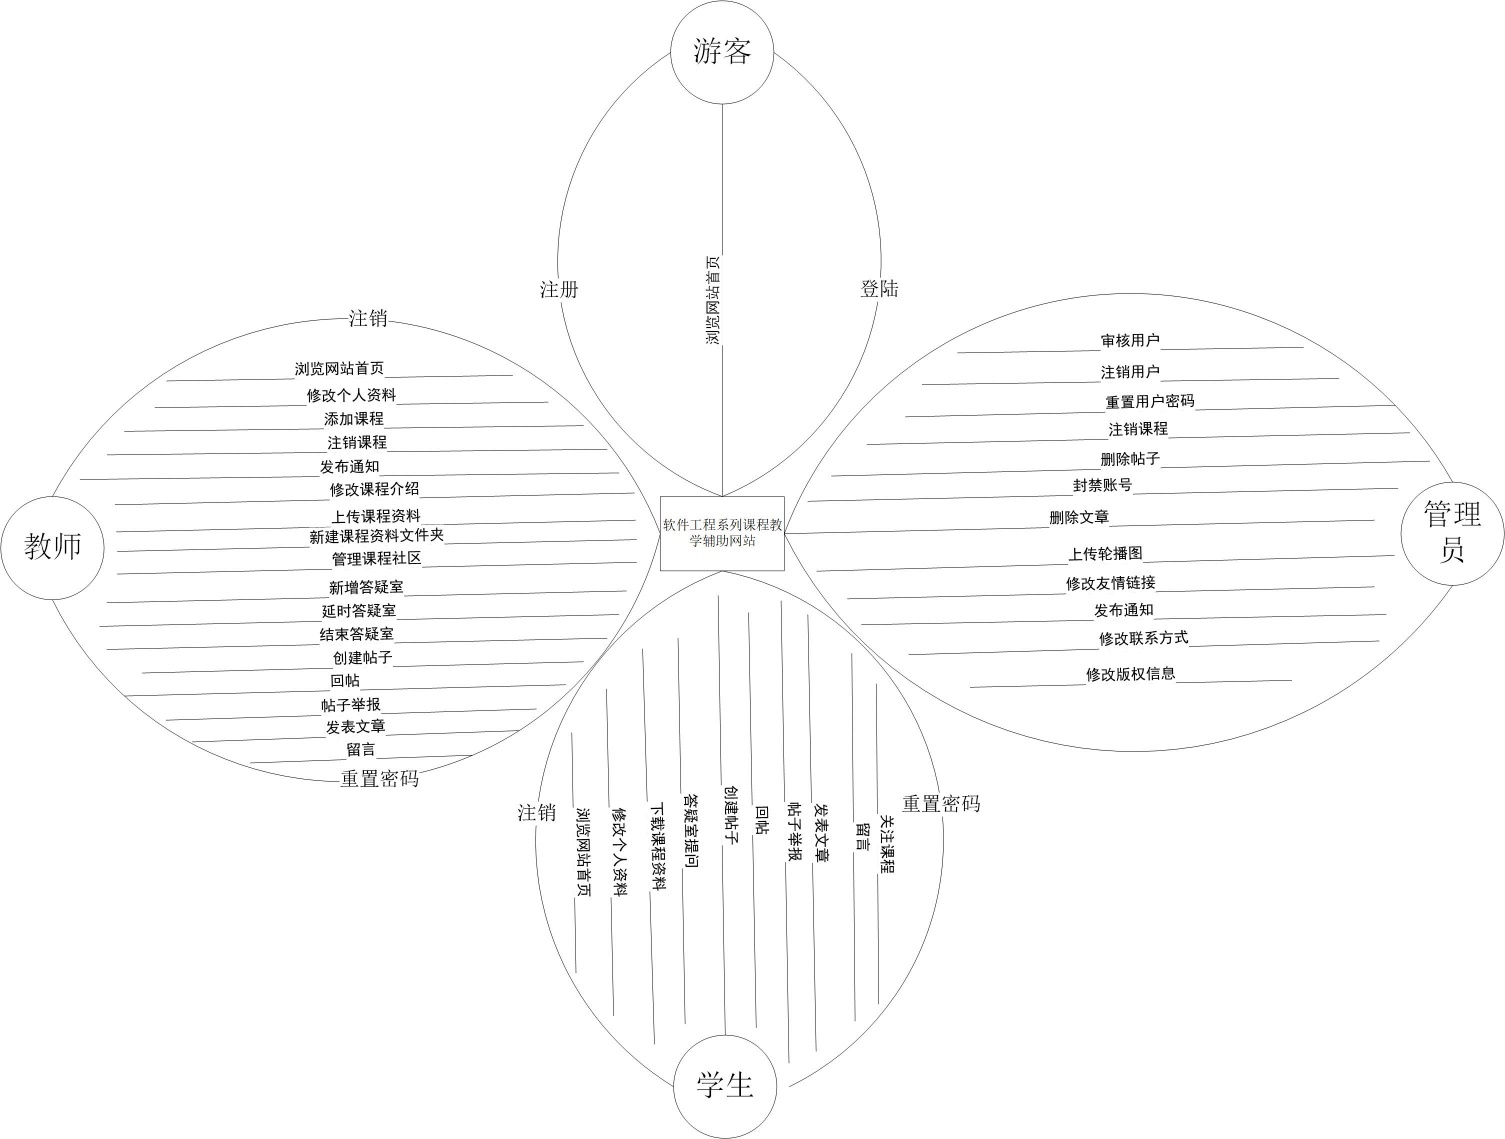 游客
浏览网站首页
注册
登陆
注销
浏览网站首页
修改个人资料
添加课程
注销课程
发布通知
修改课程介绍
上传课程资料
新建课程资料文件夹
管理课程社区
新增答疑室
延时答疑室
结束答疑室
创建帖子
回帖
帖子举报
发表文章
留言
重置密码
教师
软件工程系列课程教
学辅助网站
审核用户
注销用户
重置用户密码
注销课程
删除帖子
封禁账号
删除文章
上传轮播图
修改友情链接
发布通知
修改联系方式
修改版权信息
管理
员
注销
浏览网站首页
修改个人资料
下载课程资料
答疑室提问
创建帖子
回帖
帖子举报
发表文章
留言
关注课程
重置密码
学生